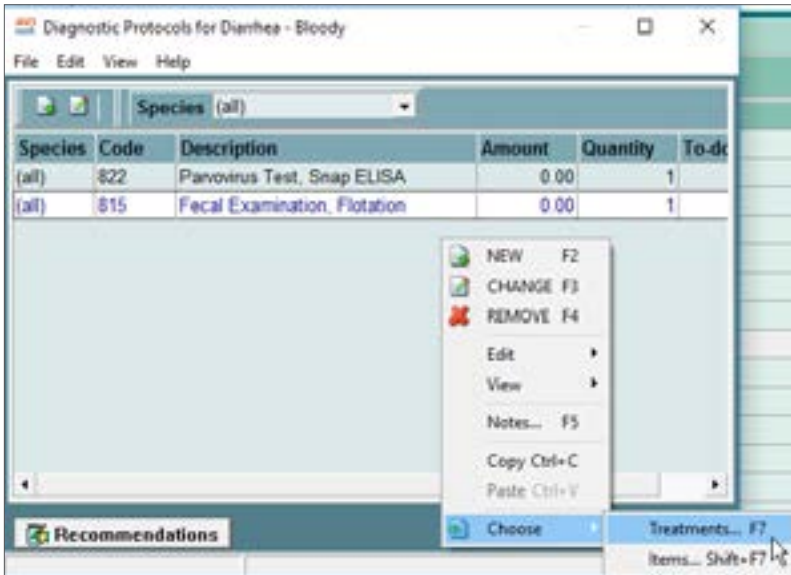 Diagnostic Protocols for Diarrhea - Bloody
File Edit View Help
Species (all)
Species Code Description Amount Quantity To-do
(all) 822 Parvovirus Test, Snap ELISA 0.00 1
(all) 815 Fecal Examination, Flotation 0.00 1
NEW F2
CHANGE F3
REMOVE F4
Edit
View
Notes... F5
Copy Ctrl+C
Paste Ctrl+V
Choose
Recommendations
Treatments... F7
Items... Shift+F7